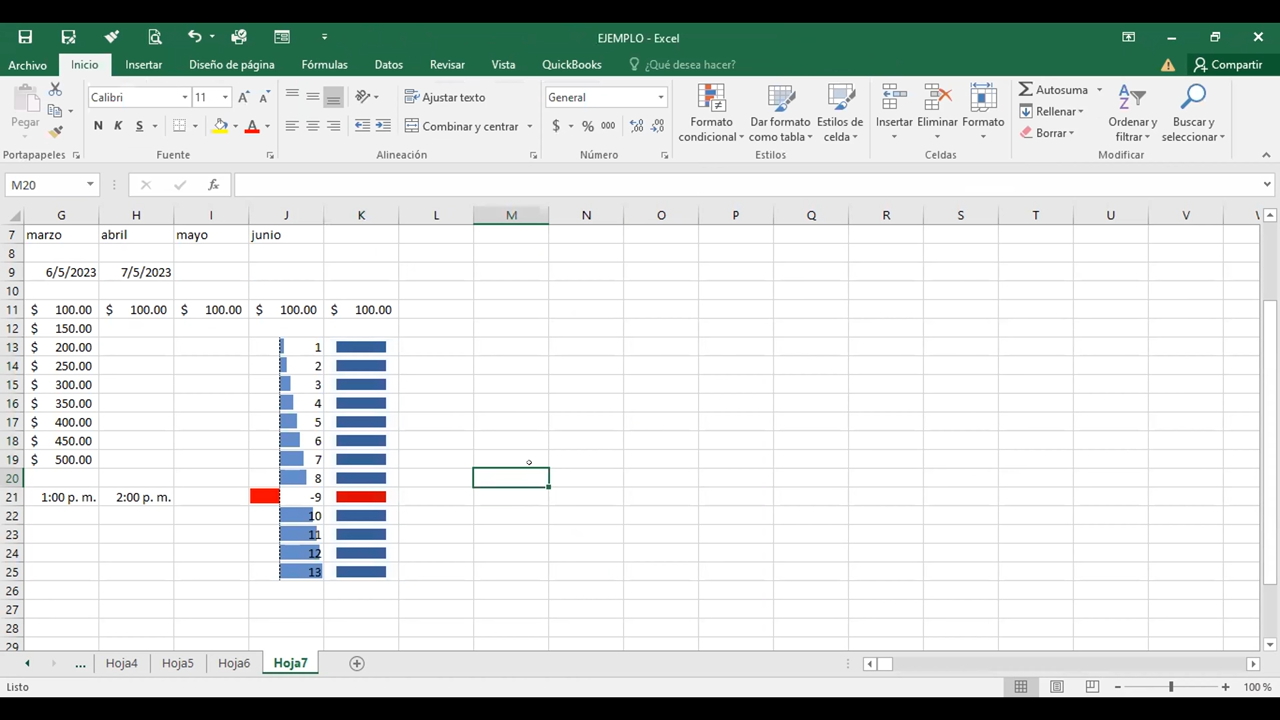 EJEMPLO - Excel
Archivo Inicio Insertar Diseño de página Fórmulas Datos Revisar Vista QuickBooks ¿Qué desea hacer? Compartir
Pegar
Calibri 11
N K S
Ajustar texto
Combinar y centrar
General
$ % 000
Formato condicional
Dar formato como tabla
Estilos de celda
Insertar Eliminar Formato
Autosuma
Rellenar
Borrar
Ordenar y filtrar
Buscar y seleccionar
Portapapeles Fuente Alineación Número Estilos Celdas Modificar
M20 fx
G H I J K L M N O P Q R S T U V
7 marzo abril mayo junio
8
9 6/5/2023 7/5/2023
10
11 $ 100.00 $ 100.00 $ 100.00 $ 100.00 $ 100.00
12 $ 150.00
13 $ 200.00 1
14 $ 250.00 2
15 $ 300.00 3
16 $ 350.00 4
17 $ 400.00 5
18 $ 450.00 6
19 $ 500.00 7
20 8
21 1:00 p. m. 2:00 p. m. -9
22 10
23 11
24 12
25 13
26
27
28
29
... Hoja4 Hoja5 Hoja6 Hoja7
Listo 100 %